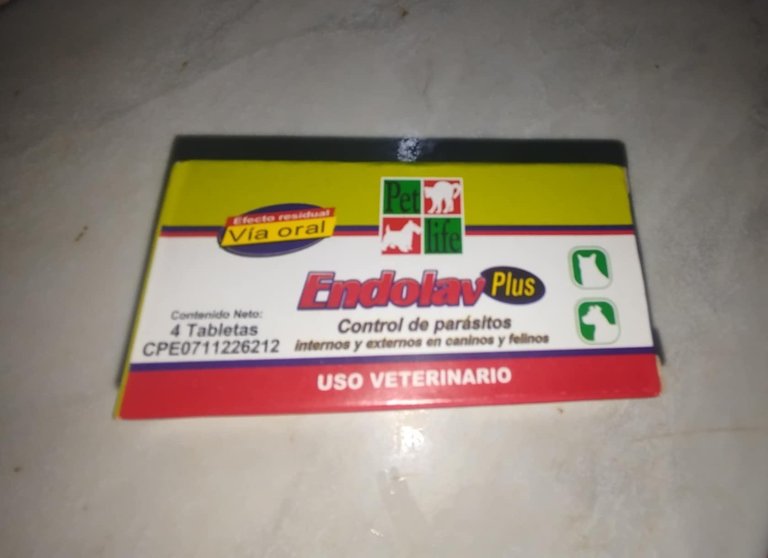 Pet
life
Efecto residual
Vía oral
Endolav Plus
Contenido Neto:
4 Tabletas
CPE0711226212
Control de parásitos
internos y externos en caninos y felinos
USO VETERINARIO